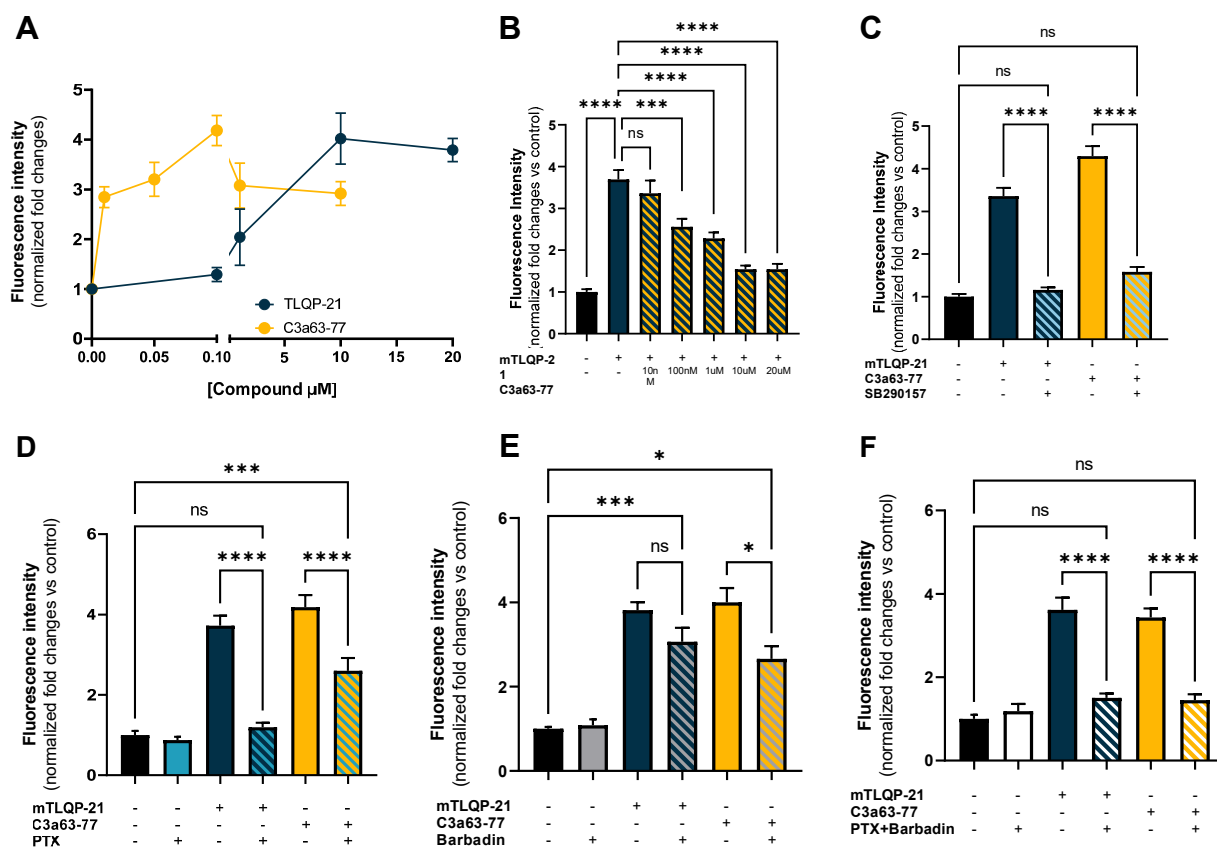 A
Fluorescence intensity
(normalized fold changes)
5
4
3
2
1
0
TLQP-21
C3a63-77
0.00 0.05 0.10 5 10 15 20
[Compound μM]
B
Fluorescence Intensity
(normalized fold changes vs control)
****
****
****
**** ***
ns
5
4
3
2
1
0
mTLQP-2 - + + + + + +
1 - - 10n 100nM 1uM 10uM 20uM
M
C3a63-77
C
Fluorescence Intensity
(normalized fold changes vs control)
ns
ns
**** ****
5
4
3
2
1
0
mTLQP-21 - + + - -
C3a63-77 - - - + +
SB290157 - - + - +
D
Fluorescence intensity
(normalized fold changes vs control)
***
ns
**** ****
6
4
2
0
mTLQP-21 - - + + - -
C3a63-77 - - - - + +
PTX - + - + - +
E
Fluorescence intensity
(normalized fold changes vs control)
*
***
ns *
6
4
2
0
mTLQP-21 - - + + - -
C3a63-77 - - - - + +
Barbadin - + - + - +
F
Fluorescence intensity
(normalized fold changes vs control)
ns
ns
**** ****
6
4
2
0
mTLQP-21 - - + + - -
C3a63-77 - - - - + +
PTX+Barbadin - + - + - +